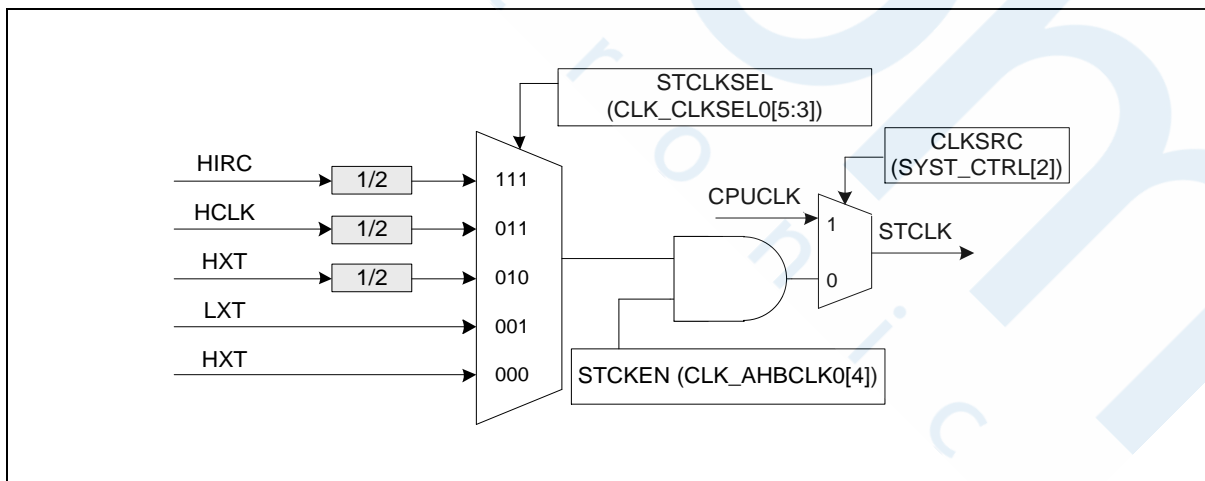 STCLKSEL
(CLK_CLKSEL0[5:3])
CLKSRC
(SYST_CTRL[2])
HIRC
1/2
111
CPUCLK
1
HCLK
1/2
011
STCLK
HXT
1/2
010
0
LXT
001
HXT
000
STCKEN (CLK_AHBCLK0[4])